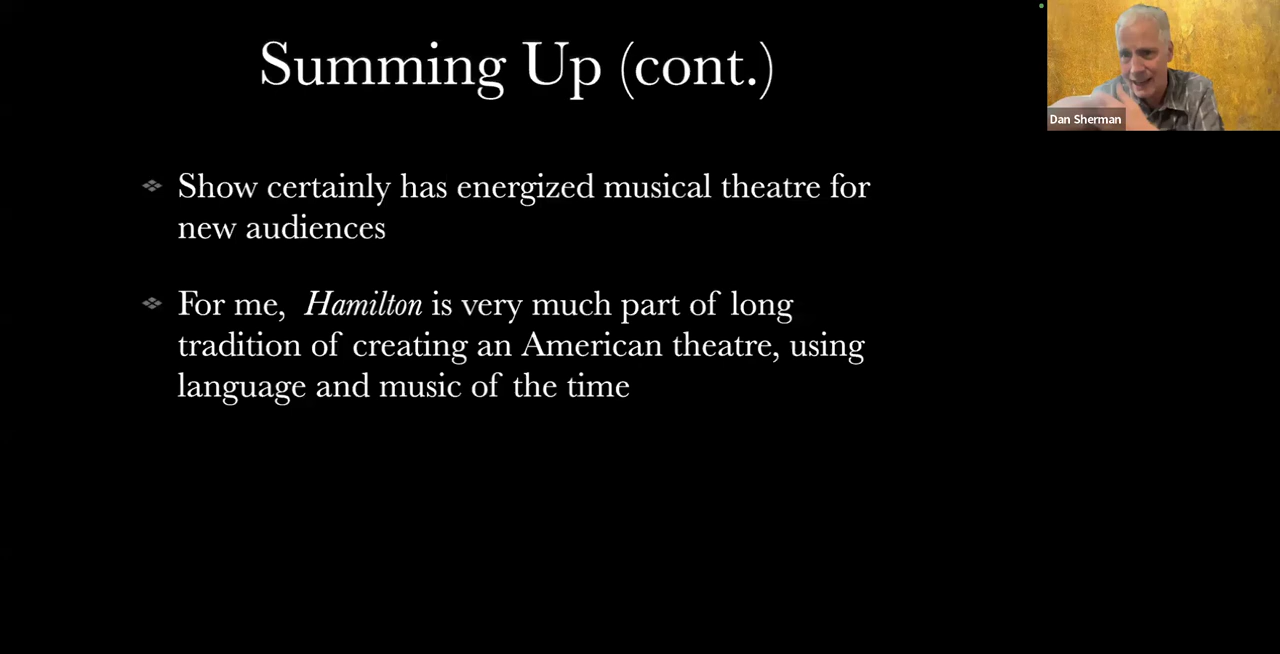 Summing Up (cont.)
Dan Sherman
Show certainly has energized musical theatre for
new audiences
For me, Hamilton is very much part of long
tradition of creating an American theatre, using
language and music of the time